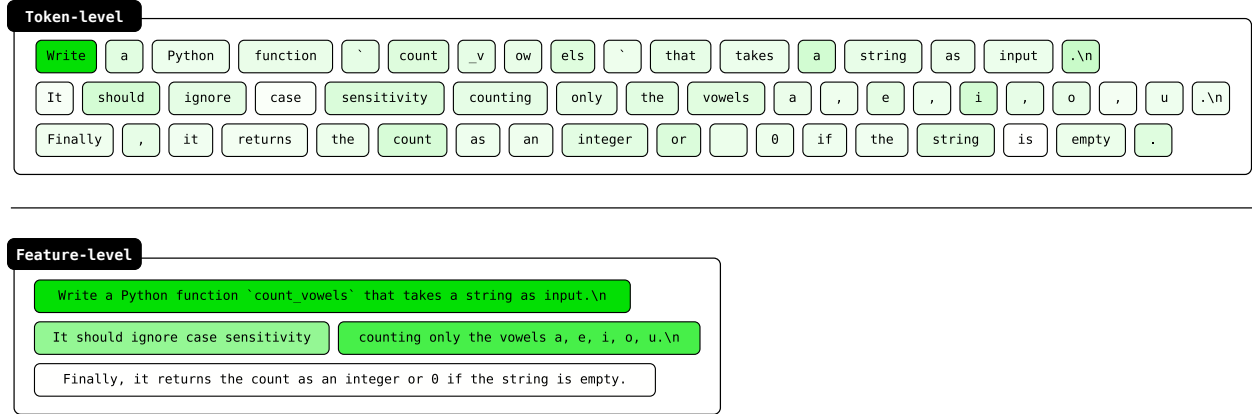 Token-level
Write a Python function ` count _v ow els ` that takes a string as input .\n
It should ignore case sensitivity counting only the vowels a , e , i , o , u .\n
Finally , it returns the count as an integer or 0 if the string is empty .
Feature-level
Write a Python function `count_vowels` that takes a string as input.\n
It should ignore case sensitivity counting only the vowels a, e, i, o, u.\n
Finally, it returns the count as an integer or 0 if the string is empty.